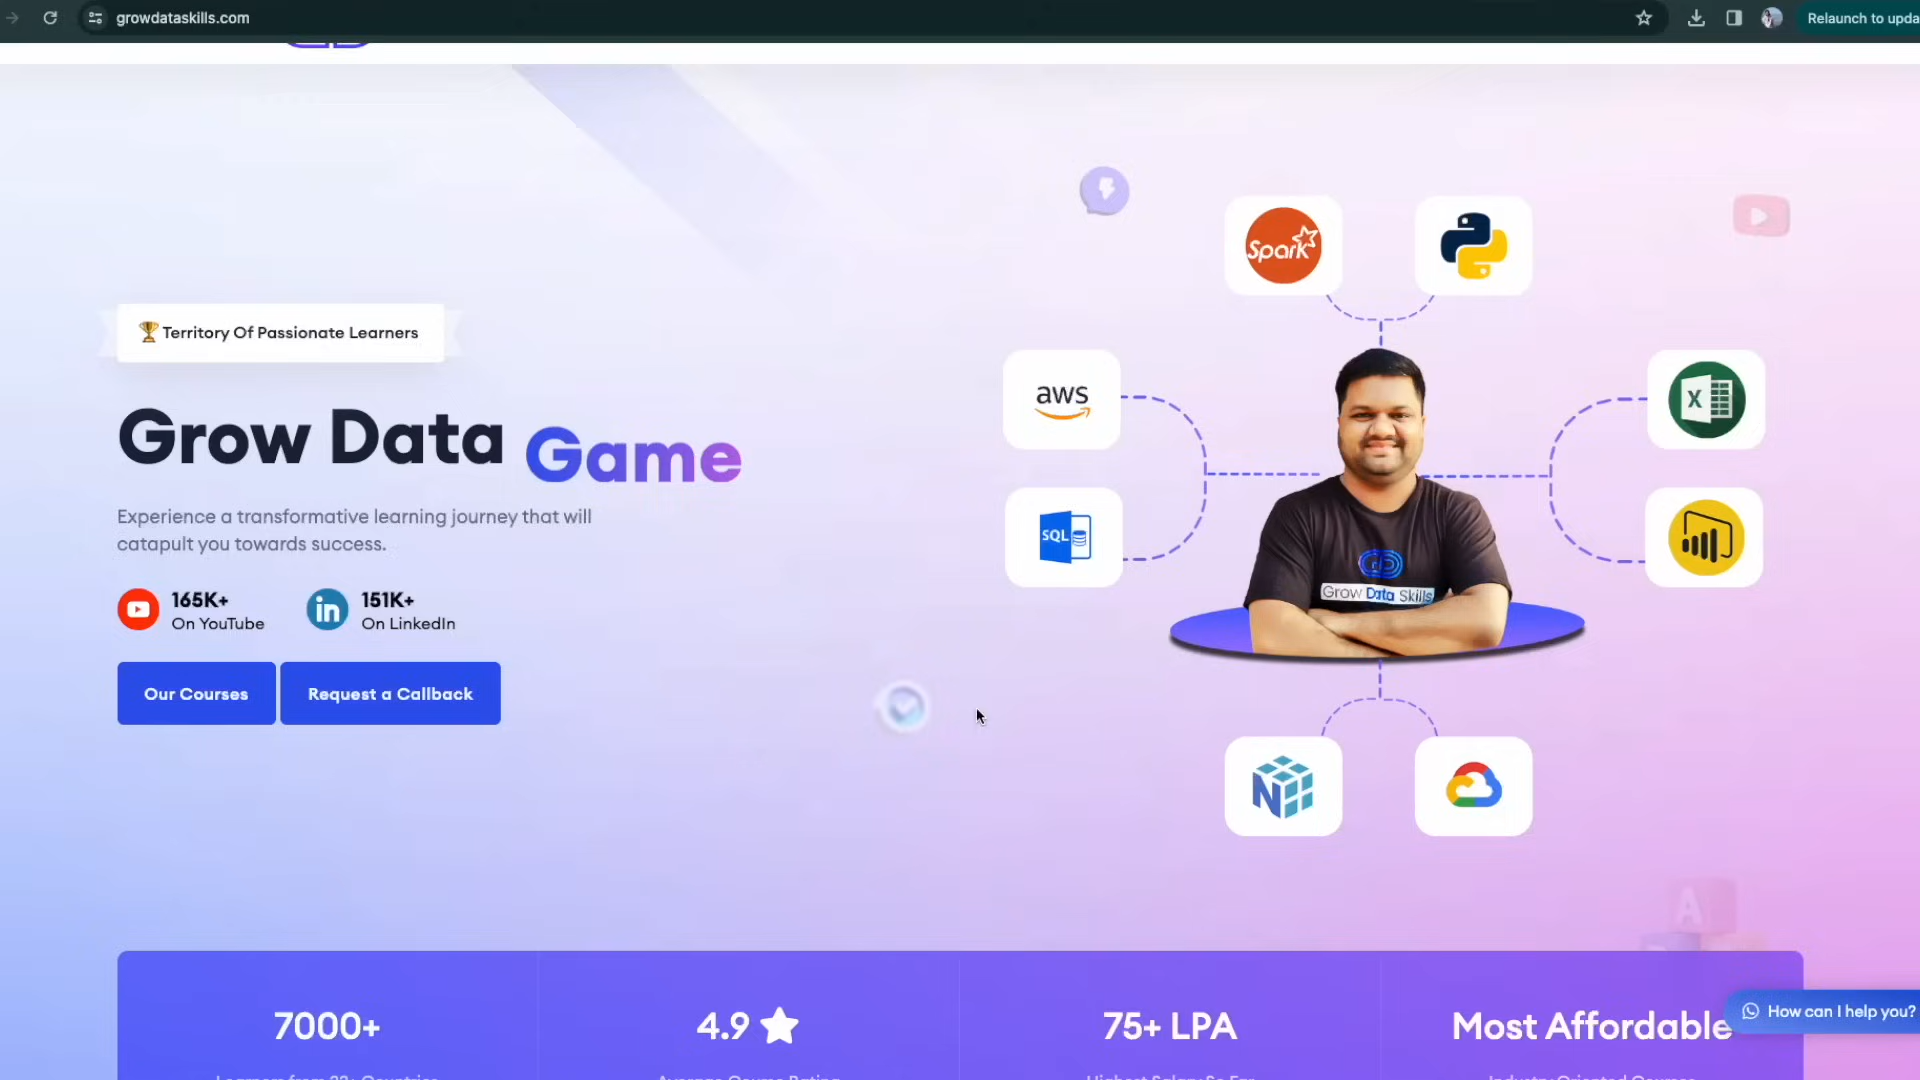 growdataskills.com
Relaunch to upda
Territory Of Passionate Learners
Grow Data Game
Experience a transformative learning journey that will
catapult you towards success.
165K+
On YouTube
151K+
On LinkedIn
Our Courses
Request a Callback
Spark
aws
SQL
X
Grow Data Skills
N
A
7000+
4.9
75+ LPA
Most Affordable
How can I help you?